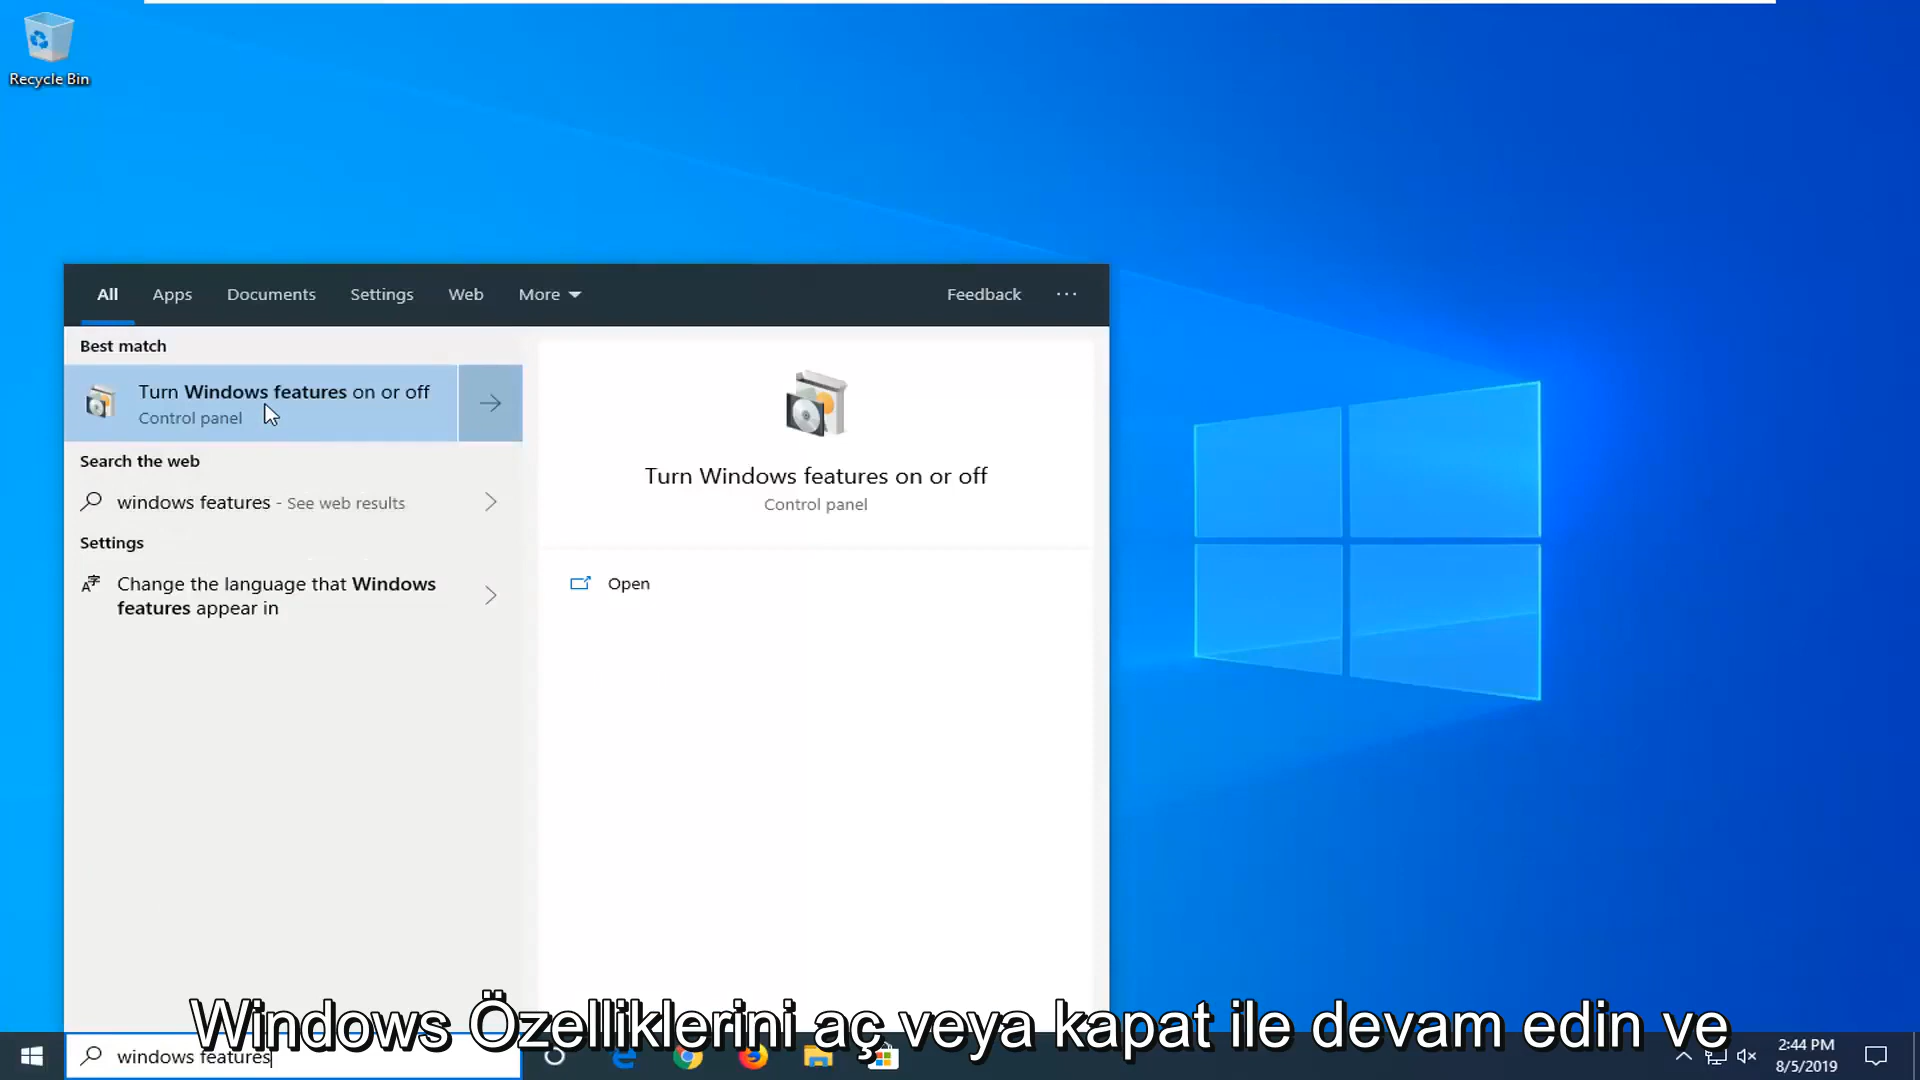 Recycle Bin
All
Apps
Documents
Settings
Web
More
Feedback
Best match
Turn Windows features on or off
Control panel
Search the web
windows features - See web results
Settings
Change the language that Windows
features appear in
Turn Windows features on or off
Control panel
Open
Windows Özelliklerini aç veya kapat ile devam edin ve
windows features
2:44 PM
8/5/2019